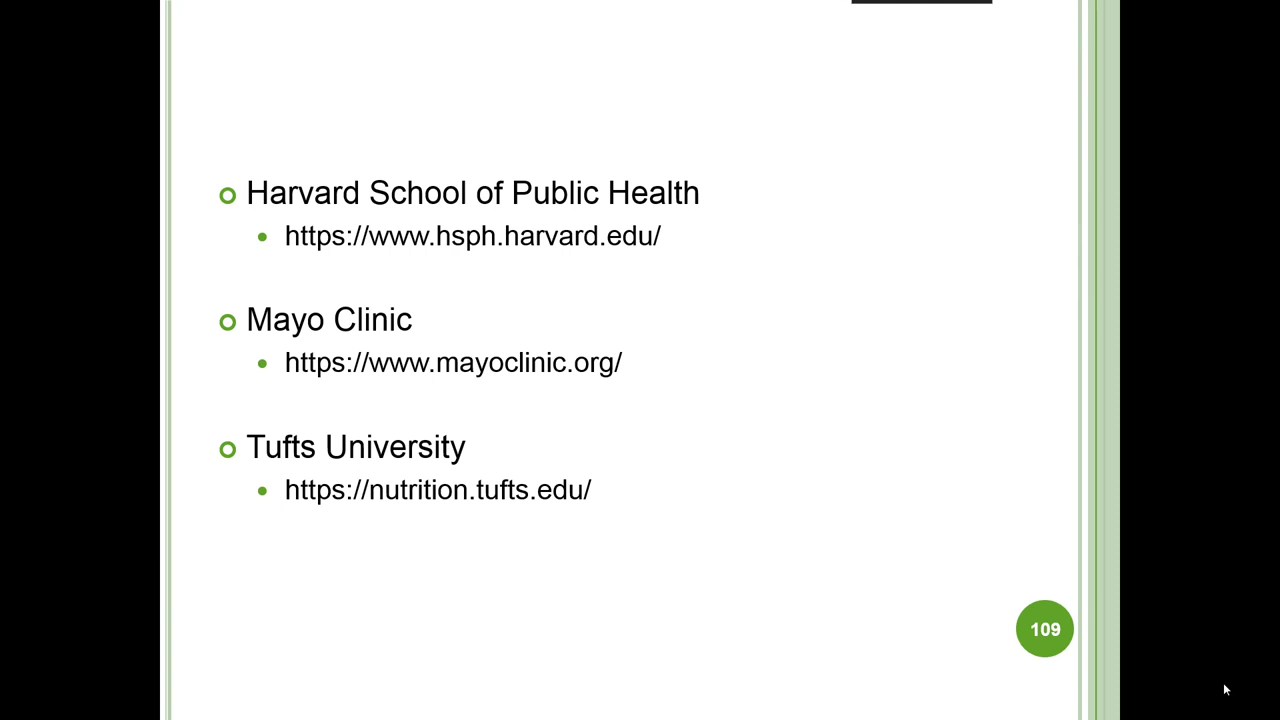 Harvard School of Public Health
https://www.hsph.harvard.edu/
Mayo Clinic
https://www.mayoclinic.org/
Tufts University
https://nutrition.tufts.edu/
109